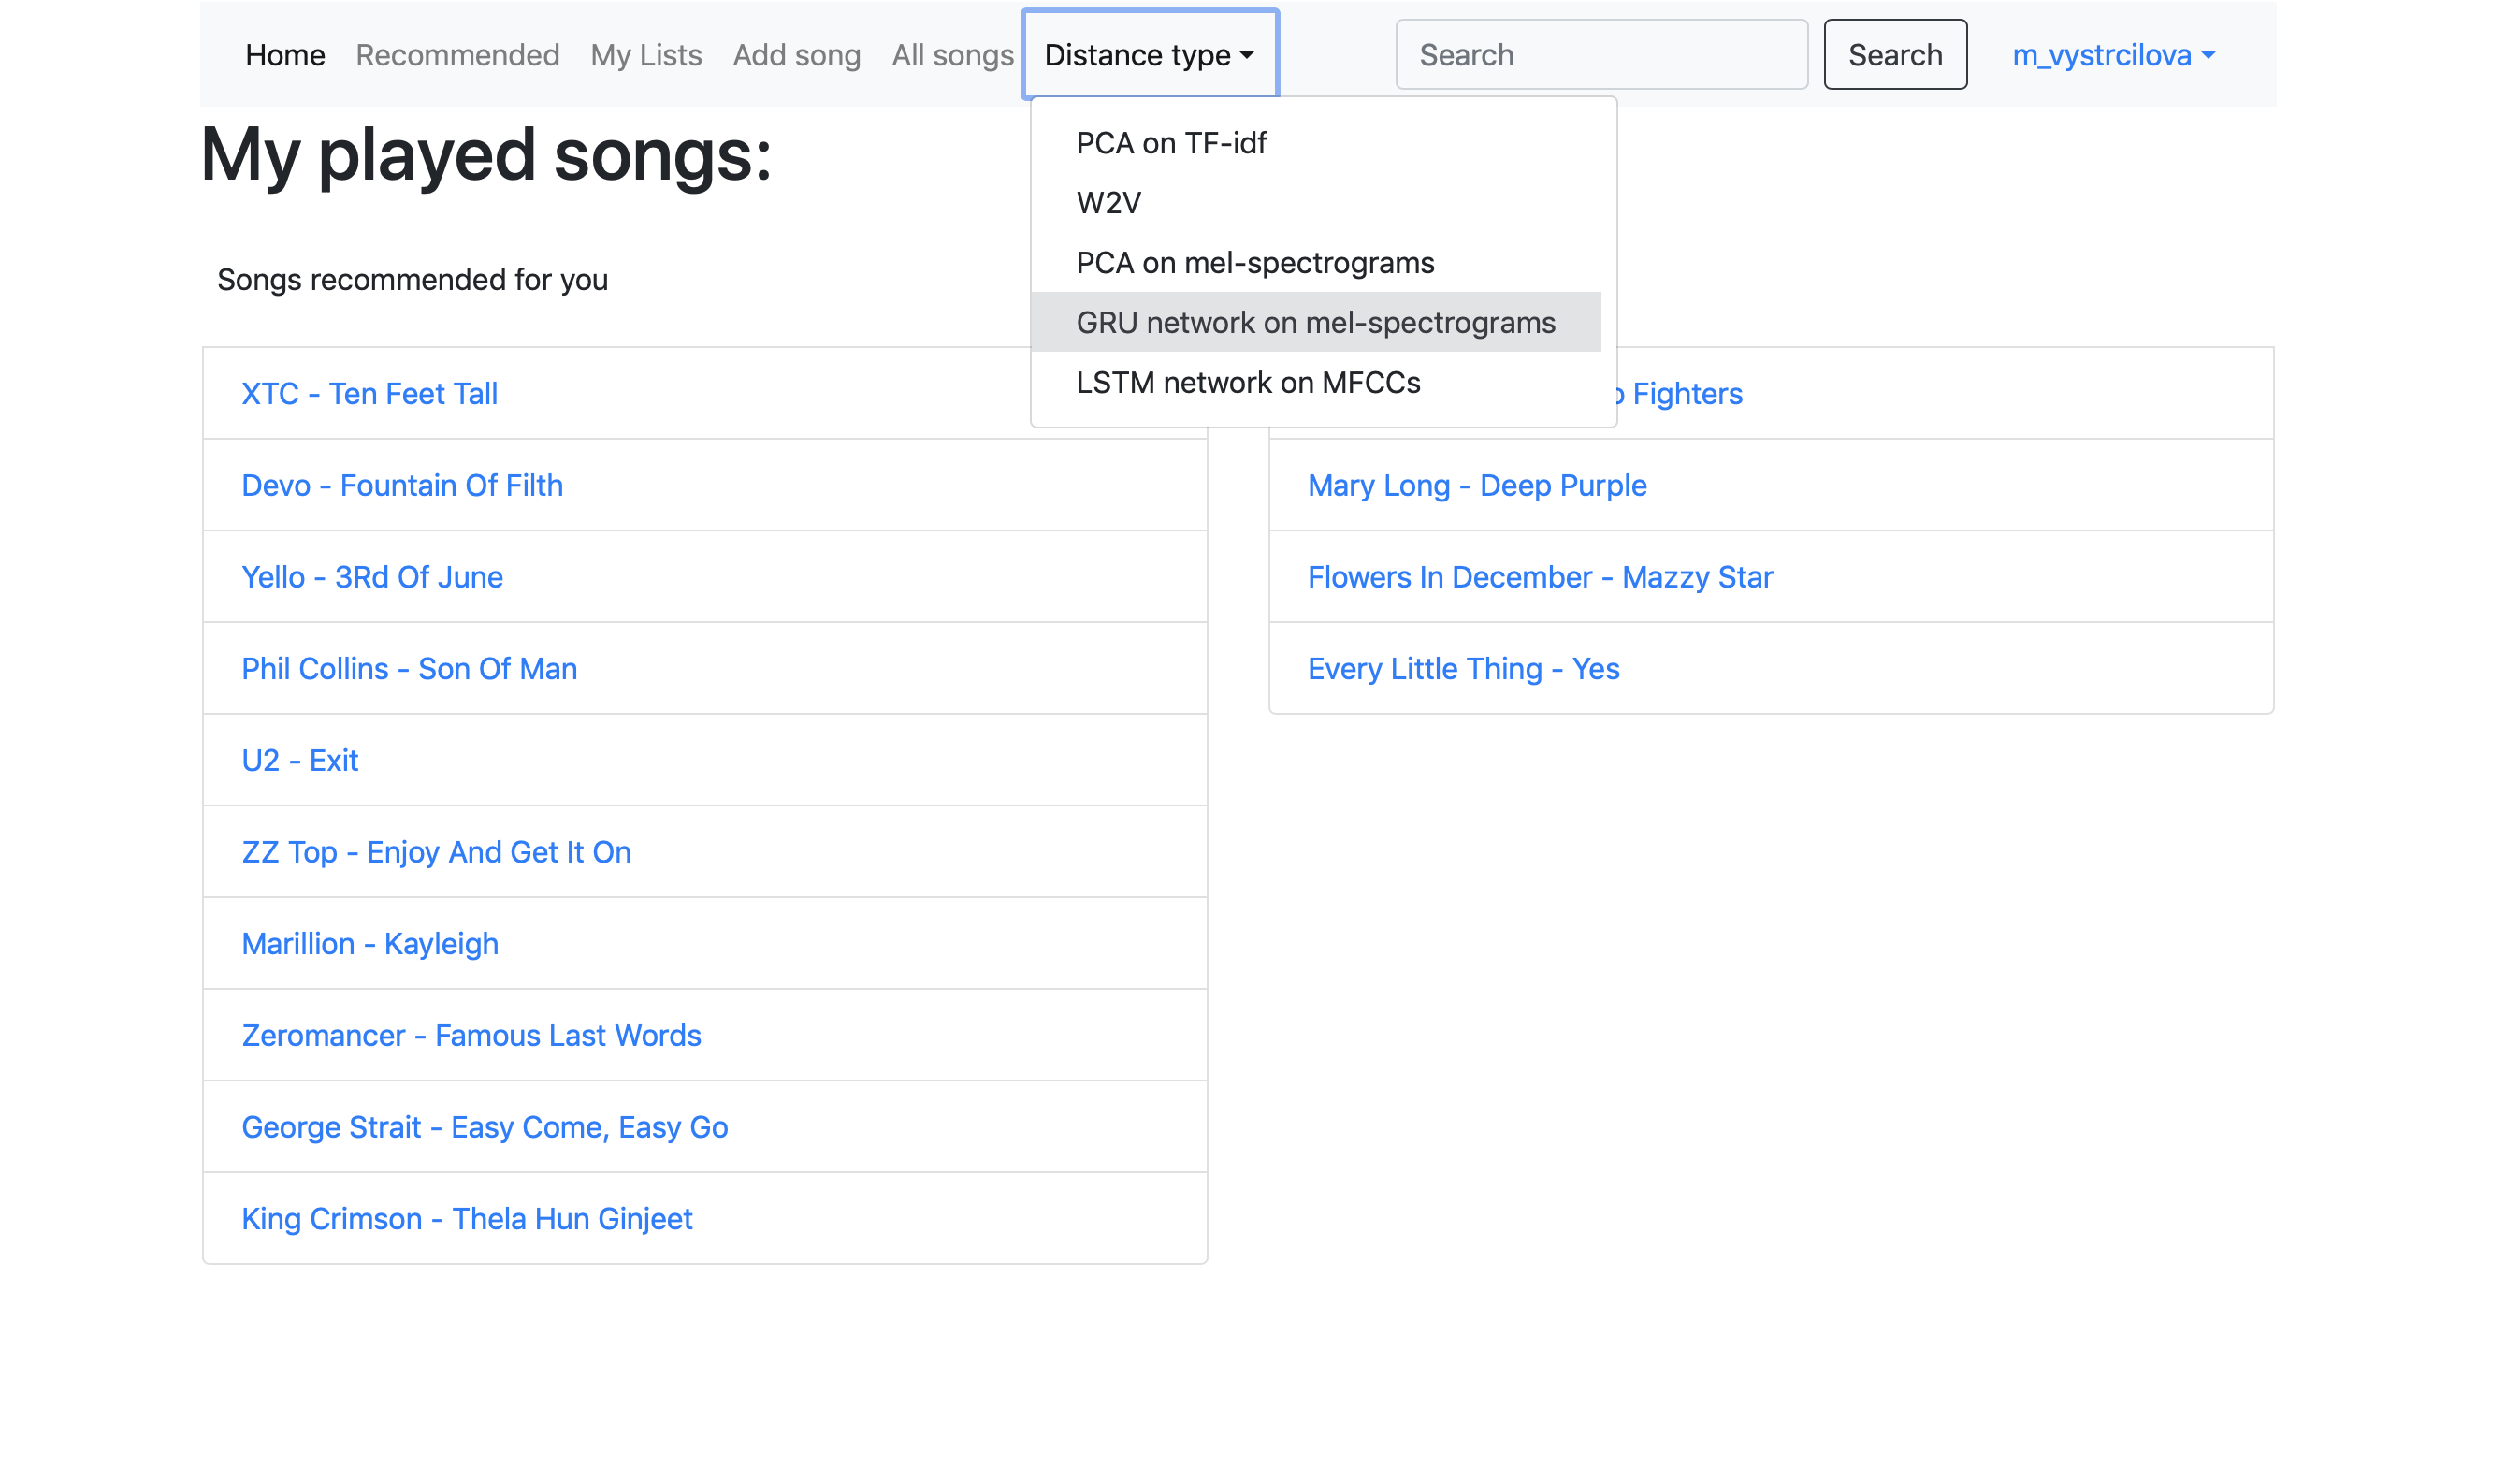 Home Recommended My Lists Add song All songs Distance type Search Search m_vystrcilova
PCA on TF-idf
W2V
PCA on mel-spectrograms
GRU network on mel-spectrograms
LSTM network on MFCCs
My played songs:
Songs recommended for you
XTC - Ten Feet Tall
Devo - Fountain Of Filth
Yello - 3Rd Of June
Phil Collins - Son Of Man
U2 - Exit
ZZ Top - Enjoy And Get It On
Marillion - Kayleigh
Zeromancer - Famous Last Words
George Strait - Easy Come, Easy Go
King Crimson - Thela Hun Ginjeet
Fighters
Mary Long - Deep Purple
Flowers In December - Mazzy Star
Every Little Thing - Yes